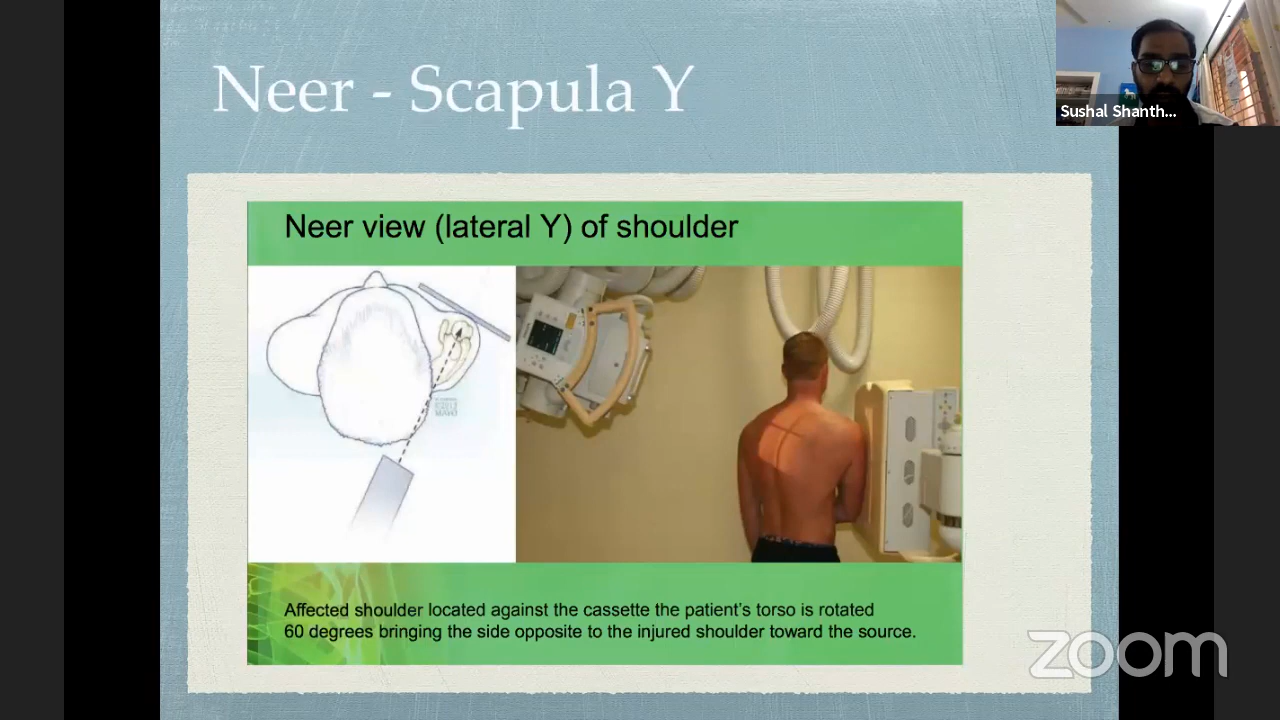 Neer - Scapula Y
Sushal Shanth...
Neer view (lateral Y) of shoulder
Affected shoulder located against the cassette the patient's torso is rotated
60 degrees bringing the side opposite to the injured shoulder toward the source.
zoom